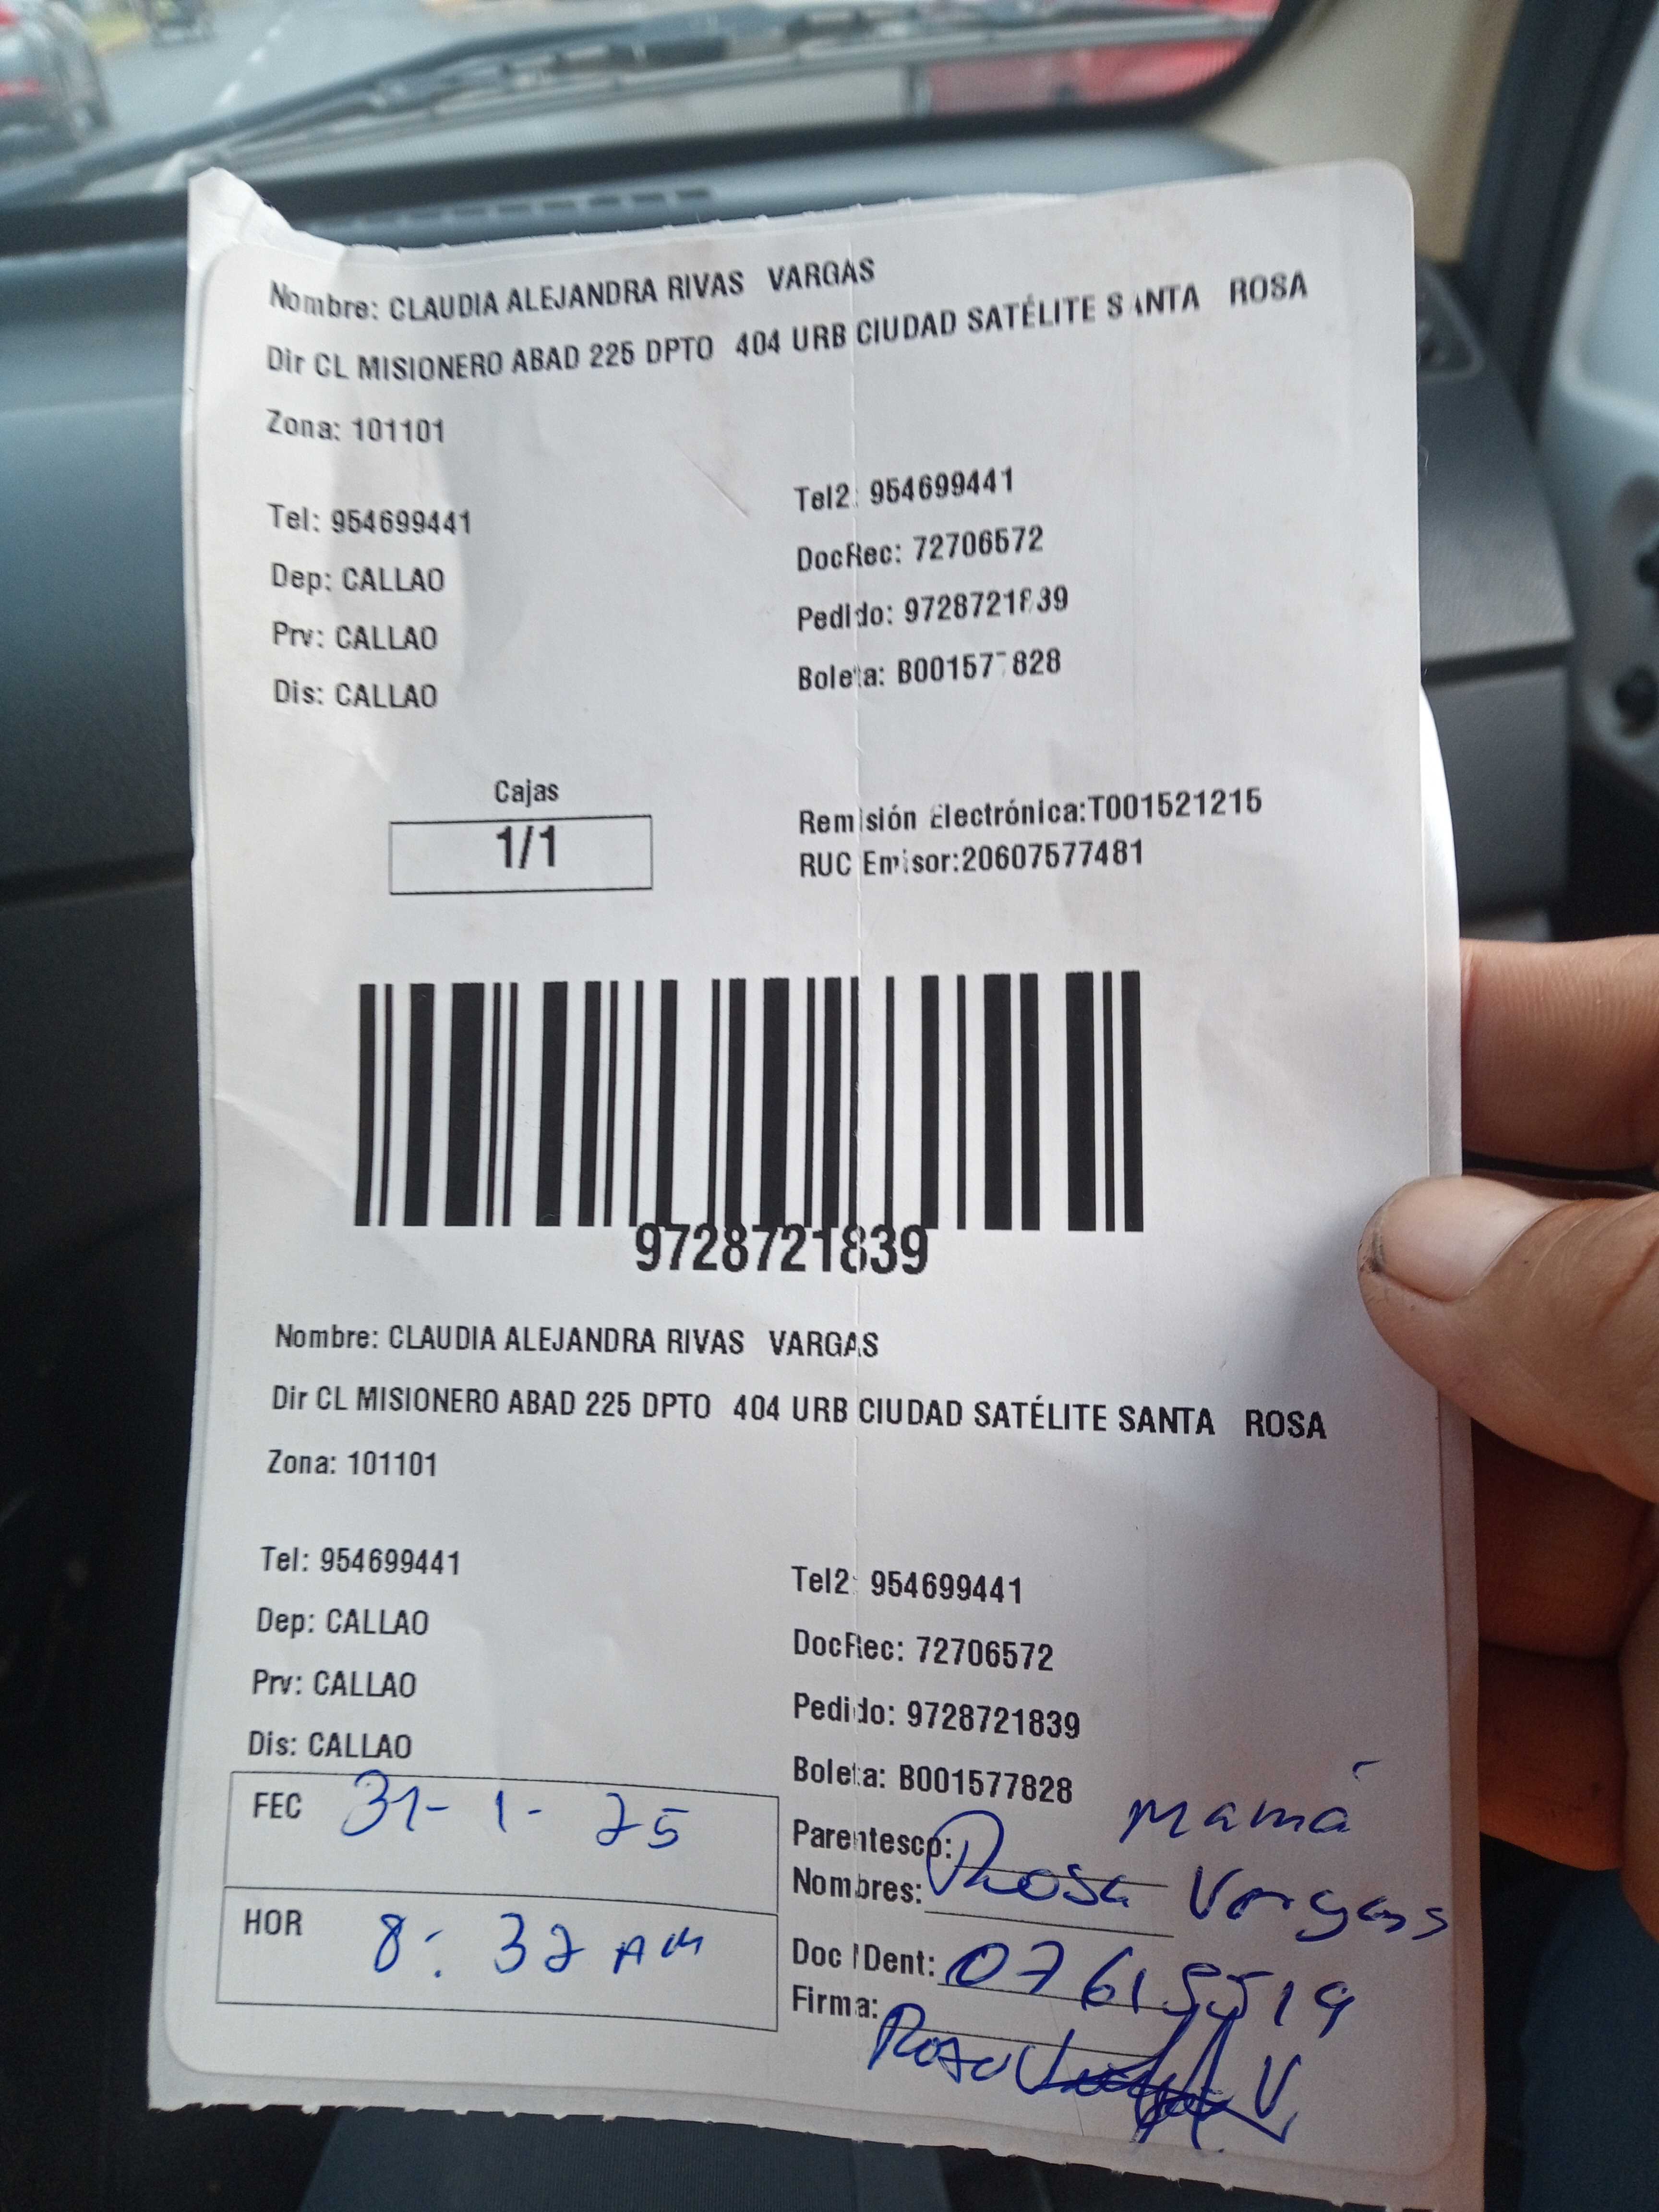 Nombre: CLAUDIA ALEJANDRA RIVAS VARGAS
Dir CL MISIONERO ABAD 225 DPTO 404 URB CIUDAD SATÉLITE SANTA ROSA
Zona: 101101
Tel: 954699441
Tel2: 954699441
Dep: CALLAO
DocRec: 72706572
Prv: CALLAO
Pedido: 9728721839
Dis: CALLAO
Boleta: B001577828
Cajas
1/1
Remisión Electrónica:T001521215
RUC Emisor:20607577481
9728721839
Nombre: CLAUDIA ALEJANDRA RIVAS VARGAS
Dir CL MISIONERO ABAD 225 DPTO 404 URB CIUDAD SATÉLITE SANTA ROSA
Zona: 101101
Tel: 954699441
Tel2: 954699441
Dep: CALLAO
DocRec: 72706572
Prv: CALLAO
Pedido: 9728721839
Dis: CALLAO
Boleta: B001577828
FEC 31-1-25
Parentesco: mamá
Nombres: Rosa Vargas
HOR 8:32 AM
Doc IDent:
Firma: Rosa V.